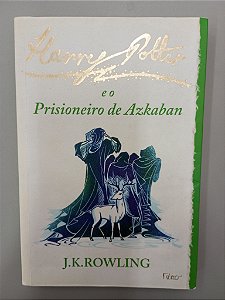 Harry Potter
e o
Prisioneiro de Azkaban
J.K.ROWLING